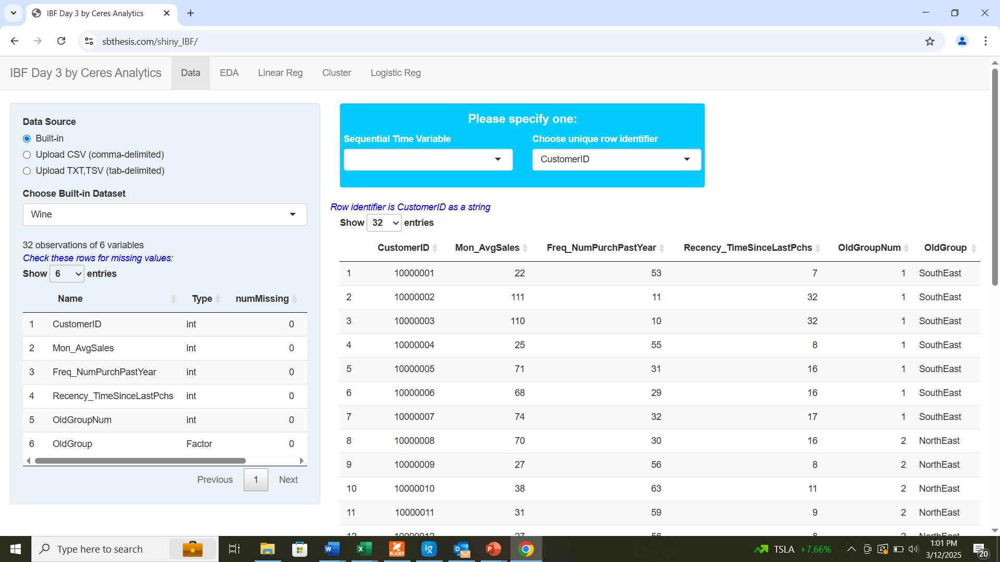 IBF Day 3 by Ceres Analytics
sbthesis.com/shiny_IBF/
IBF Day 3 by Ceres Analytics Data EDA Linear Reg Cluster Logistic Reg
Data Source
Built-in
Upload CSV (comma-delimited)
Upload TXT,TSV (tab-delimited)
Choose Built-in Dataset
Wine
32 observations of 6 variables
Check these rows for missing values:
Show 6 entries
Name Type numMissing
1 CustomerID int 0
2 Mon_AvgSales int 0
3 Freq_NumPurchPastYear int 0
4 Recency_TimeSinceLastPchs int 0
5 OldGroupNum int 0
6 OldGroup Factor 0
Previous 1 Next
Please specify one:
Sequential Time Variable Choose unique row identifier
CustomerID
Row identifier is CustomerID as a string
Show 32 entries
CustomerID Mon_AvgSales Freq_NumPurchPastYear Recency_TimeSinceLastPchs OldGroupNum OldGroup
1 10000001 22 53 7 1 SouthEast
2 10000002 111 11 32 1 SouthEast
3 10000003 110 10 32 1 SouthEast
4 10000004 25 55 8 1 SouthEast
5 10000005 71 31 16 1 SouthEast
6 10000006 68 29 16 1 SouthEast
7 10000007 74 32 17 1 SouthEast
8 10000008 70 30 16 2 NorthEast
9 10000009 27 56 8 2 NorthEast
10 10000010 38 63 11 2 NorthEast
11 10000011 31 59 9 2 NorthEast
12 10000012 27 56 8 2 NorthEast
Type here to search
W X READER ig O P
TSLA +7.66%
1:01 PM
3/12/2025
20